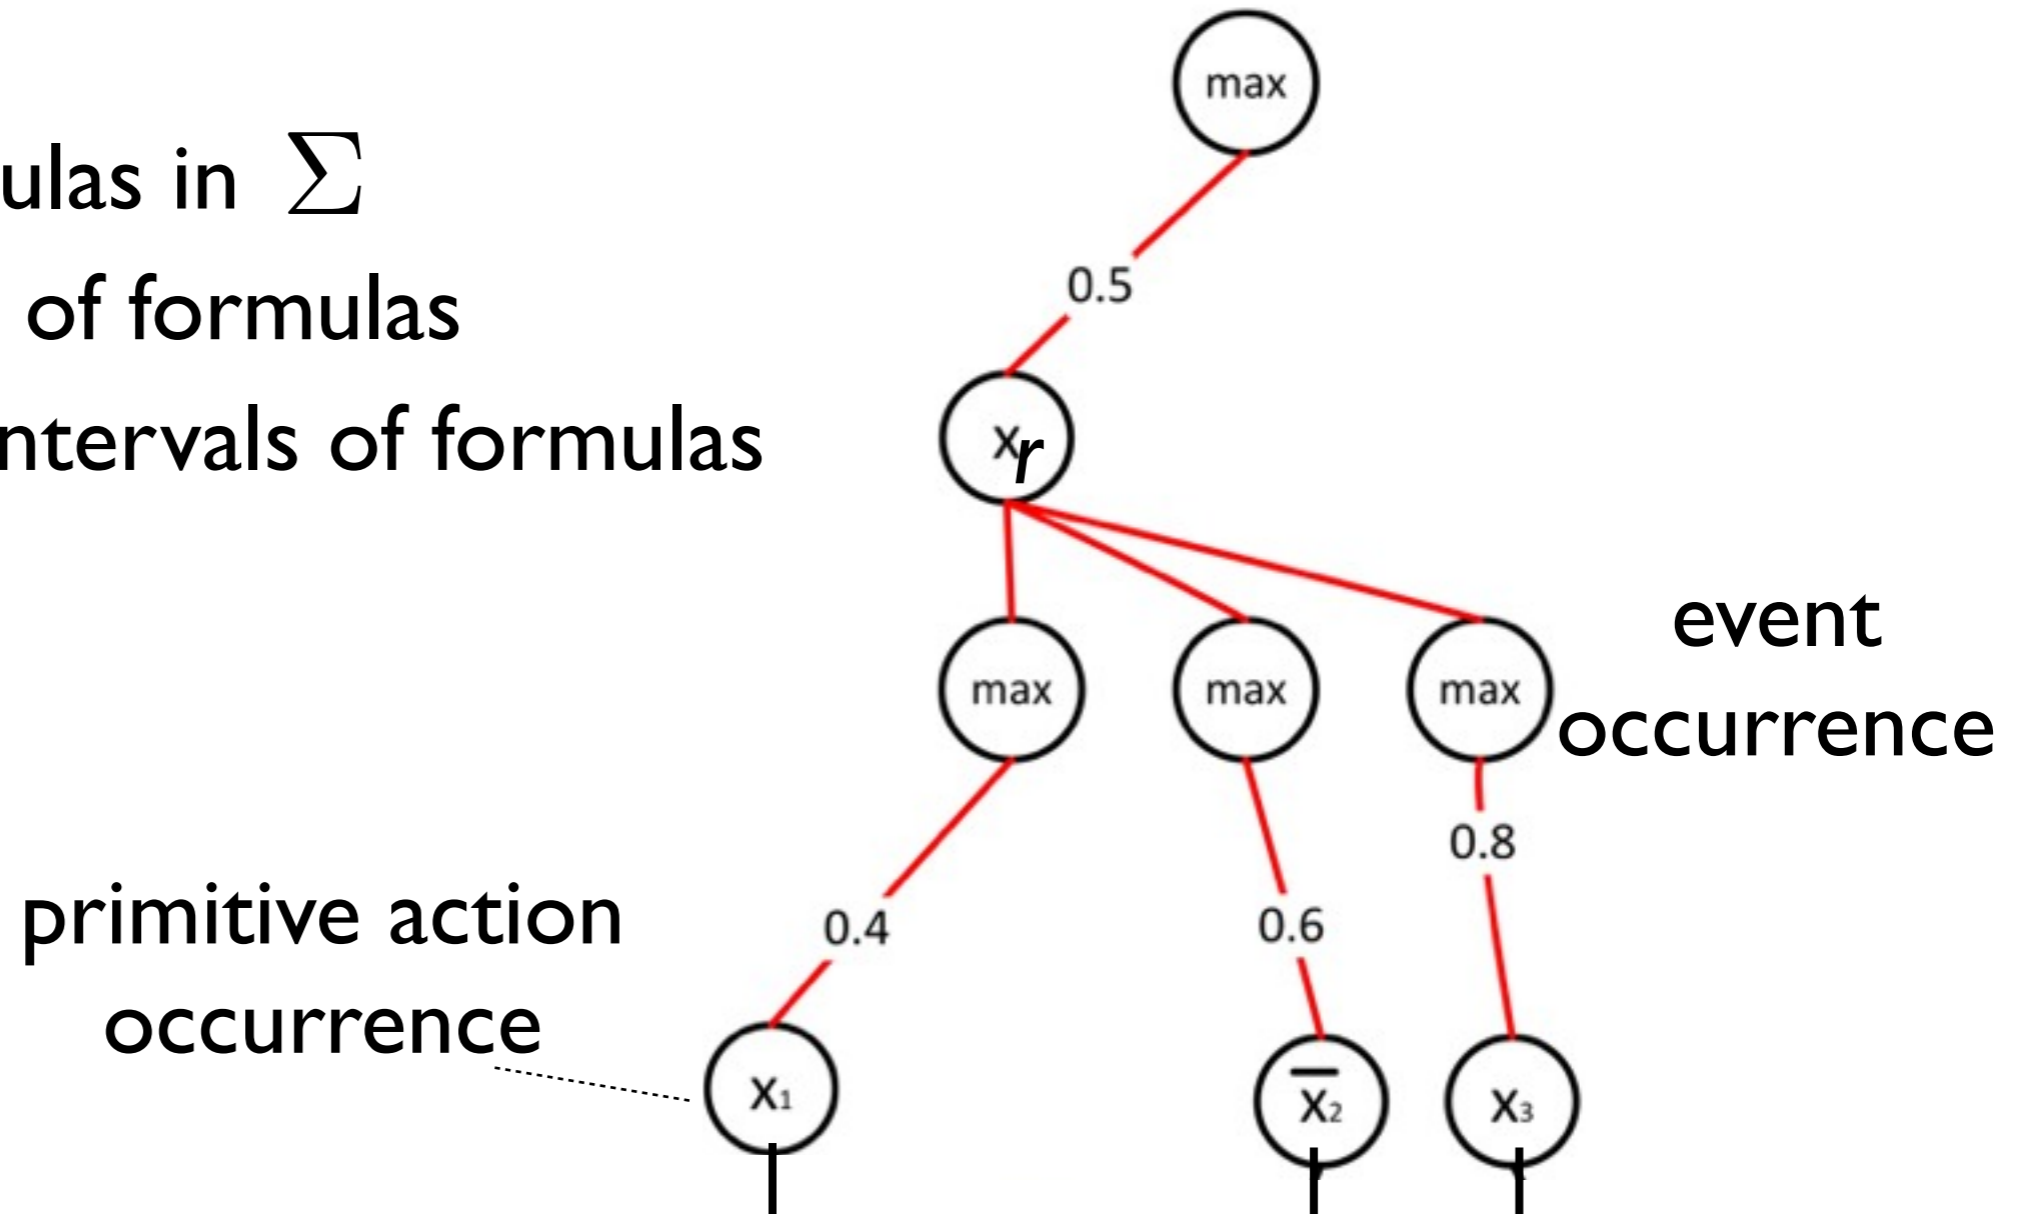 max
ulas in Σ
0.5
of formulas
ntervals of formulas
xr
event
occurrence
max max max
0.8
0.4
0.6
primitive action
occurrence
x₁
x̅₂
x₃